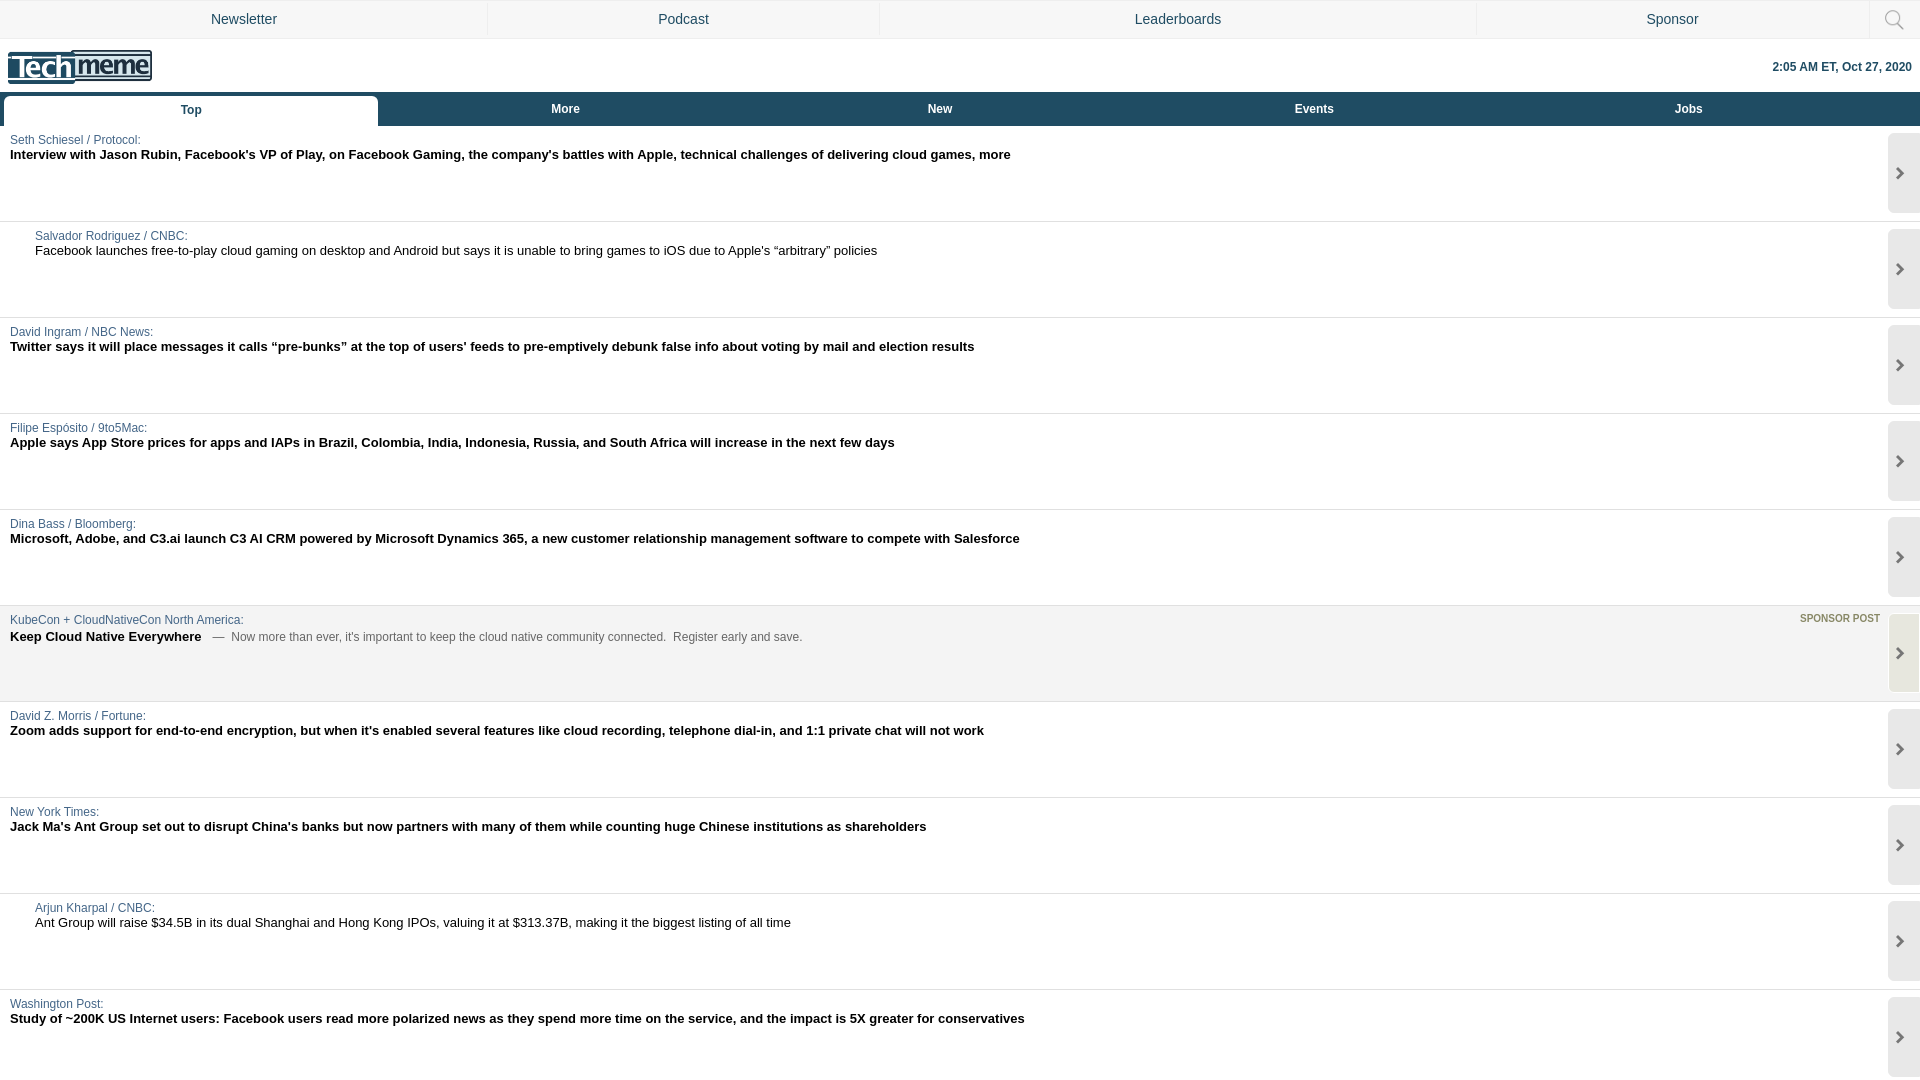 Newsletter
Podcast
Leaderboards
Sponsor
Techmeme
2:05 AM ET, Oct 27, 2020
Top
More
New
Events
Jobs
Seth Schiesel / Protocol:
Interview with Jason Rubin, Facebook's VP of Play, on Facebook Gaming, the company's battles with Apple, technical challenges of delivering cloud games, more
Salvador Rodriguez / CNBC:
Facebook launches free-to-play cloud gaming on desktop and Android but says it is unable to bring games to iOS due to Apple's “arbitrary” policies
David Ingram / NBC News:
Twitter says it will place messages it calls “pre-bunks” at the top of users' feeds to pre-emptively debunk false info about voting by mail and election results
Filipe Espósito / 9to5Mac:
Apple says App Store prices for apps and IAPs in Brazil, Colombia, India, Indonesia, Russia, and South Africa will increase in the next few days
Dina Bass / Bloomberg:
Microsoft, Adobe, and C3.ai launch C3 AI CRM powered by Microsoft Dynamics 365, a new customer relationship management software to compete with Salesforce
KubeCon + CloudNativeCon North America:
SPONSOR POST
Keep Cloud Native Everywhere — Now more than ever, it's important to keep the cloud native community connected. Register early and save.
David Z. Morris / Fortune:
Zoom adds support for end-to-end encryption, but when it's enabled several features like cloud recording, telephone dial-in, and 1:1 private chat will not work
New York Times:
Jack Ma's Ant Group set out to disrupt China's banks but now partners with many of them while counting huge Chinese institutions as shareholders
Arjun Kharpal / CNBC:
Ant Group will raise $34.5B in its dual Shanghai and Hong Kong IPOs, valuing it at $313.37B, making it the biggest listing of all time
Washington Post:
Study of ~200K US Internet users: Facebook users read more polarized news as they spend more time on the service, and the impact is 5X greater for conservatives